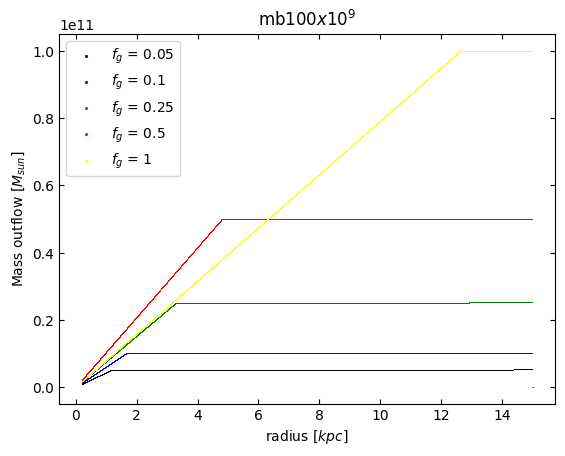 mb100x10⁹
1e11
1.0
0.8
0.6
0.4
0.2
0.0
Mass outflow [M_sun]
f_g = 0.05
f_g = 0.1
f_g = 0.25
f_g = 0.5
f_g = 1
0 2 4 6 8 10 12 14
radius [kpc]